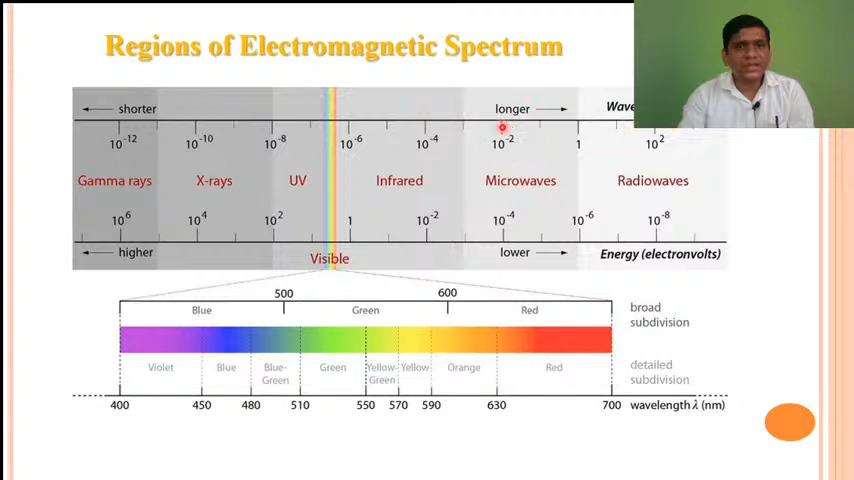 Regions of Electromagnetic Spectrum
shorter longer Wave
10-12 10-10 10-8 10-6 10-4 10-2 1 102
Gamma rays X-rays UV Infrared Microwaves Radiowaves
106 104 102 1 10-2 10-4 10-6 10-8
higher Visible lower Energy (electronvolts)
500 600
Blue Green Red broad
subdivision
Violet Blue Blue- Green Yellow- Yellow Orange Red detailed
Green Green subdivision
400 450 480 510 550 570 590 630 700 wavelength λ (nm)